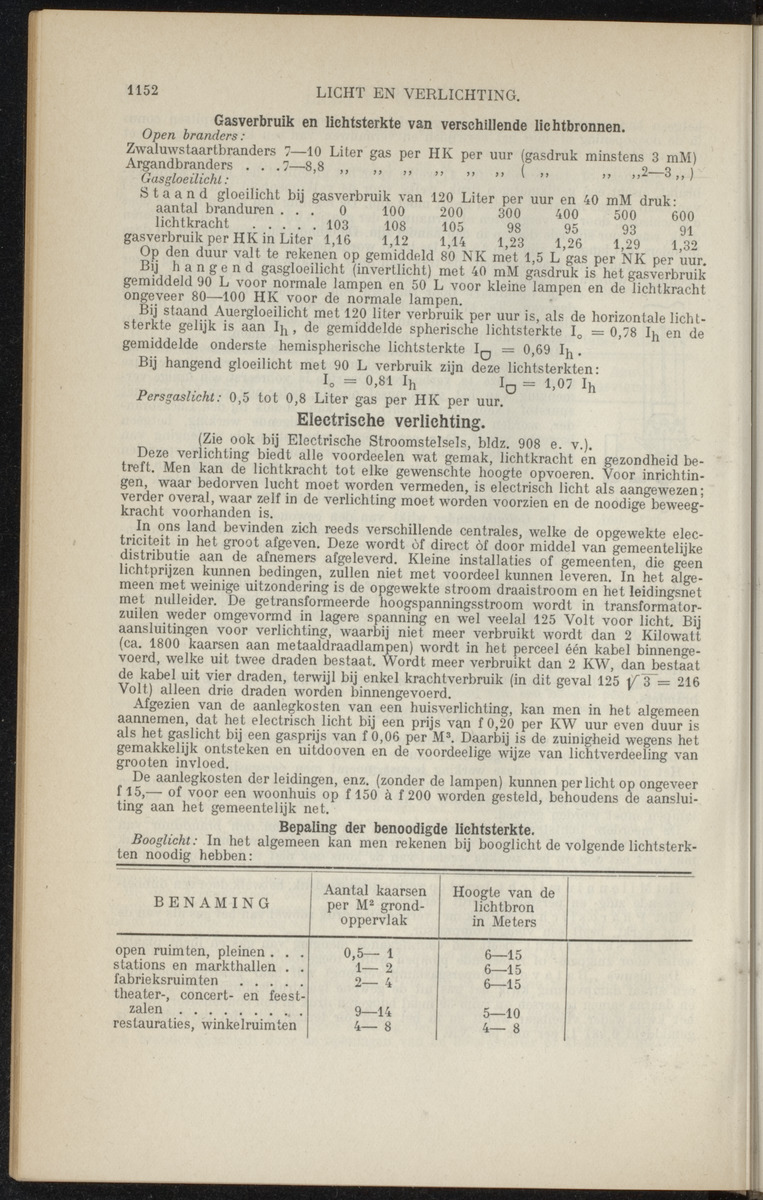 1152 LICHT EN VERLICHTING.
Gasverbruik en lichtsterkte van verschillende lichtbronnen.
Open branders:
Zwaluwstaartbranders 7—10 Liter gas per HK per uur (gasdruk minstens 3 mM)
Argandbranders . . .7—8,8 ,, ,, ,, ,, ,, ,, ( ,, ,, ,,2—3 ,, )
Gasgloeilicht:
Staand gloeilicht bij gasverbruik van 120 Liter per uur en 40 mM druk:
aantal branduren . . . 0 100 200 300 400 500 600
lichtkracht . . . . . 103 108 105 98 95 93 91
gasverbruik per HK in Liter 1,16 1,12 1,14 1,23 1,26 1,29 1,32
Op den duur valt te rekenen op gemiddeld 80 NK met 1,5 L gas per NK per uur.
Bij hangend gasgloeilicht (invertlicht) met 40 mM gasdruk is het gasverbruik
gemiddeld 90 L voor normale lampen en 50 L voor kleine lampen en de lichtkracht
ongeveer 80—100 HK voor de normale lampen.
Bij staand Auergloeilicht met 120 liter verbruik per uur is, als de horizontale licht-
sterkte gelijk is aan Ih, de gemiddelde spherische lichtsterkte I₀ = 0,78 Ih en de
gemiddelde onderste hemispherische lichtsterkte I▽ = 0,69 Ih.
Bij hangend gloeilicht met 90 L verbruik zijn deze lichtsterkten:
I₀ = 0,81 Ih I▽ = 1,07 Ih
Persgaslicht: 0,5 tot 0,8 Liter gas per HK per uur.
Electrische verlichting.
(Zie ook bij Electrische Stroomstelsels, bldz. 908 e. v.).
Deze verlichting biedt alle voordeelen wat gemak, lichtkracht en gezondheid be-
treft. Men kan de lichtkracht tot elke gewenschte hoogte opvoeren. Voor inrichtin-
gen, waar bedorven lucht moet worden vermeden, is electrisch licht als aangewezen;
verder overal, waar zelf in de verlichting moet worden voorzien en de noodige beweeg-
kracht voorhanden is.
In ons land bevinden zich reeds verschillende centrales, welke de opgewekte elec-
triciteit in het groot afgeven. Deze wordt òf direct òf door middel van gemeentelijke
distributie aan de afnemers afgeleverd. Kleine installaties of gemeenten, die geen
lichtprijzen kunnen bedingen, zullen niet met voordeel kunnen leveren. In het alge-
meen met weinige uitzondering is de opgewekte stroom draaistroom en het leidingsnet
met nulleider. De getransformeerde hoogspanningsstroom wordt in transformator-
zuilen weder omgevormd in lagere spanning en wel veelal 125 Volt voor licht. Bij
aansluitingen voor verlichting, waarbij niet meer verbruikt wordt dan 2 Kilowatt
(ca. 1800 kaarsen aan metaaldraadlampen) wordt in het perceel één kabel binnenge-
voerd, welke uit twee draden bestaat. Wordt meer verbruikt dan 2 KW, dan bestaat
de kabel uit vier draden, terwijl bij enkel krachtverbruik (in dit geval 125 √3 = 216
Volt) alleen drie draden worden binnengevoerd.
Afgezien van de aanlegkosten van een huisverlichting, kan men in het algemeen
aannemen, dat het electrisch licht bij een prijs van f 0,20 per KW uur even duur is
als het gaslicht bij een gasprijs van f 0,06 per M³. Daarbij is de zuinigheid wegens het
gemakkelijk ontsteken en uitdooven en de voordeelige wijze van lichtverdeeling van
grooten invloed.
De aanlegkosten der leidingen, enz. (zonder de lampen) kunnen per licht op ongeveer
f 15,— of voor een woonhuis op f 150 à f 200 worden gesteld, behoudens de aanslui-
ting aan het gemeentelijk net.
Bepaling der benoodigde lichtsterkte.
Booglicht: In het algemeen kan men rekenen bij booglicht de volgende lichtsterk-
ten noodig hebben:
BENAMING Aantal kaarsen per M² grond-oppervlak Hoogte van de lichtbron in Meters
open ruimten, pleinen . . . 0,5— 1 6—15
stations en markthallen . . 1— 2 6—15
fabrieksruimten . . . . . 2— 4 6—15
theater-, concert- en feest-
zalen . . . . . . . . . 9—14 5—10
restauraties, winkelruimten 4— 8 4— 8